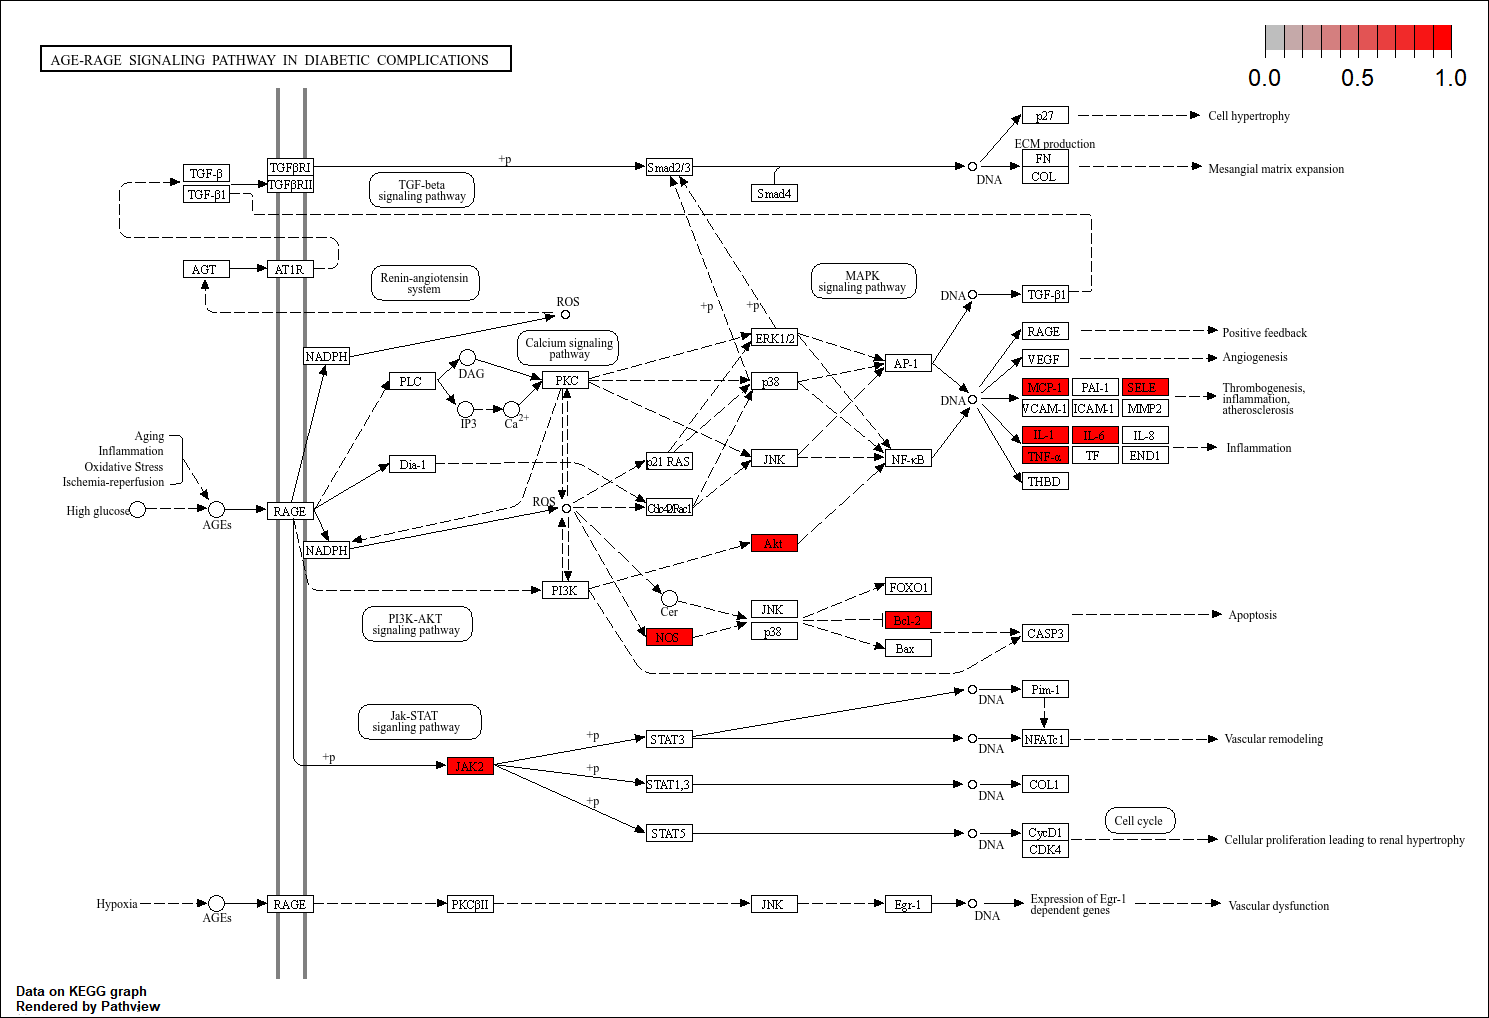 AGE-RAGE SIGNALING PATHWAY IN DIABETIC COMPLICATIONS
0.0 0.5 1.0
p27
Cell hypertrophy
ECM production
FN
COL
Mesangial matrix expansion
TGF-β
TGF-β1
TGFβRI
TGFβRII
+p
TGF-beta
signaling pathway
Smad2/3
Smad4
DNA
AGT
AT1R
Renin-angiotensin
system
MAPK
signaling pathway
ROS
+p
+p
DNA
TGF-β1
NADPH
Calcium signaling
pathway
ERK1/2
AP-1
RAGE
Positive feedback
VEGF
Angiogenesis
PLC
DAG
IP3
Ca2+
PKC
p38
DNA
MCP-1
PAI-1
SELE
VCAM-1
ICAM-1
MMP2
Thrombogenesis,
inflammation,
atherosclerosis
IL-1
IL-6
IL-8
TNF-α
TF
END1
Inflammation
THBD
Aging
Inflammation
Oxidative Stress
Ischemia-reperfusion
High glucose
AGEs
RAGE
Dia-1
p21 RAS
JNK
NF-κB
ROS
Cdc42/Rac1
NADPH
Akt
PI3K
PI3K-AKT
signaling pathway
Cer
NOS
JNK
p38
FOXO1
Bcl-2
Bax
CASP3
Apoptosis
Jak-STAT
siganling pathway
+p
JAK2
+p
+p
+p
STAT3
STAT1,3
STAT5
DNA
Pim-1
DNA
NFATc1
Vascular remodeling
DNA
COL1
DNA
CycD1
CDK4
Cell cycle
Cellular proliferation leading to renal hypertrophy
Hypoxia
AGEs
RAGE
PKCβII
JNK
Egr-1
DNA
Expression of Egr-1
dependent genes
Vascular dysfunction
Data on KEGG graph
Rendered by Pathview